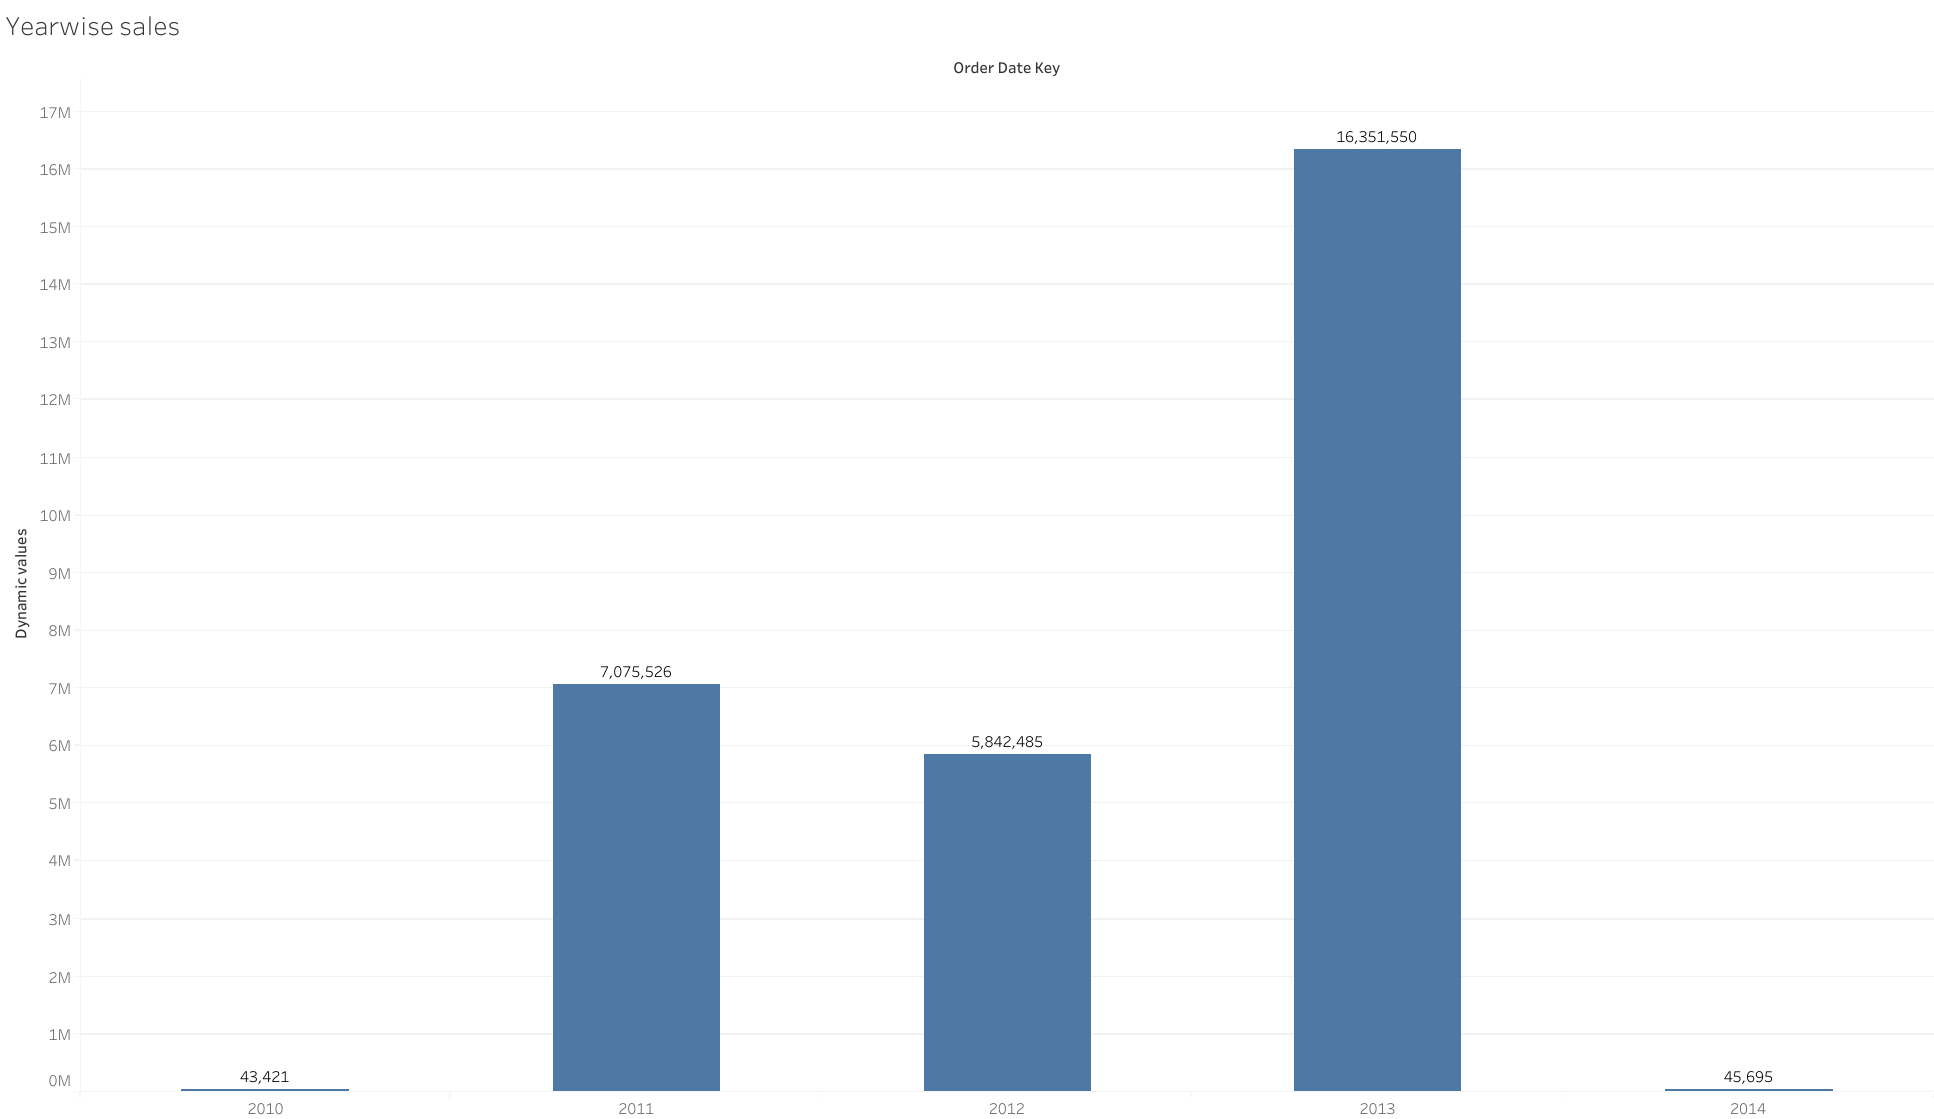 Yearwise sales
Order Date Key
17M
16M
15M
14M
13M
12M
11M
10M
9M
8M
7M
6M
5M
4M
3M
2M
1M
0M
Dynamic values
43,421
7,075,526
5,842,485
16,351,550
45,695
2010
2011
2012
2013
2014